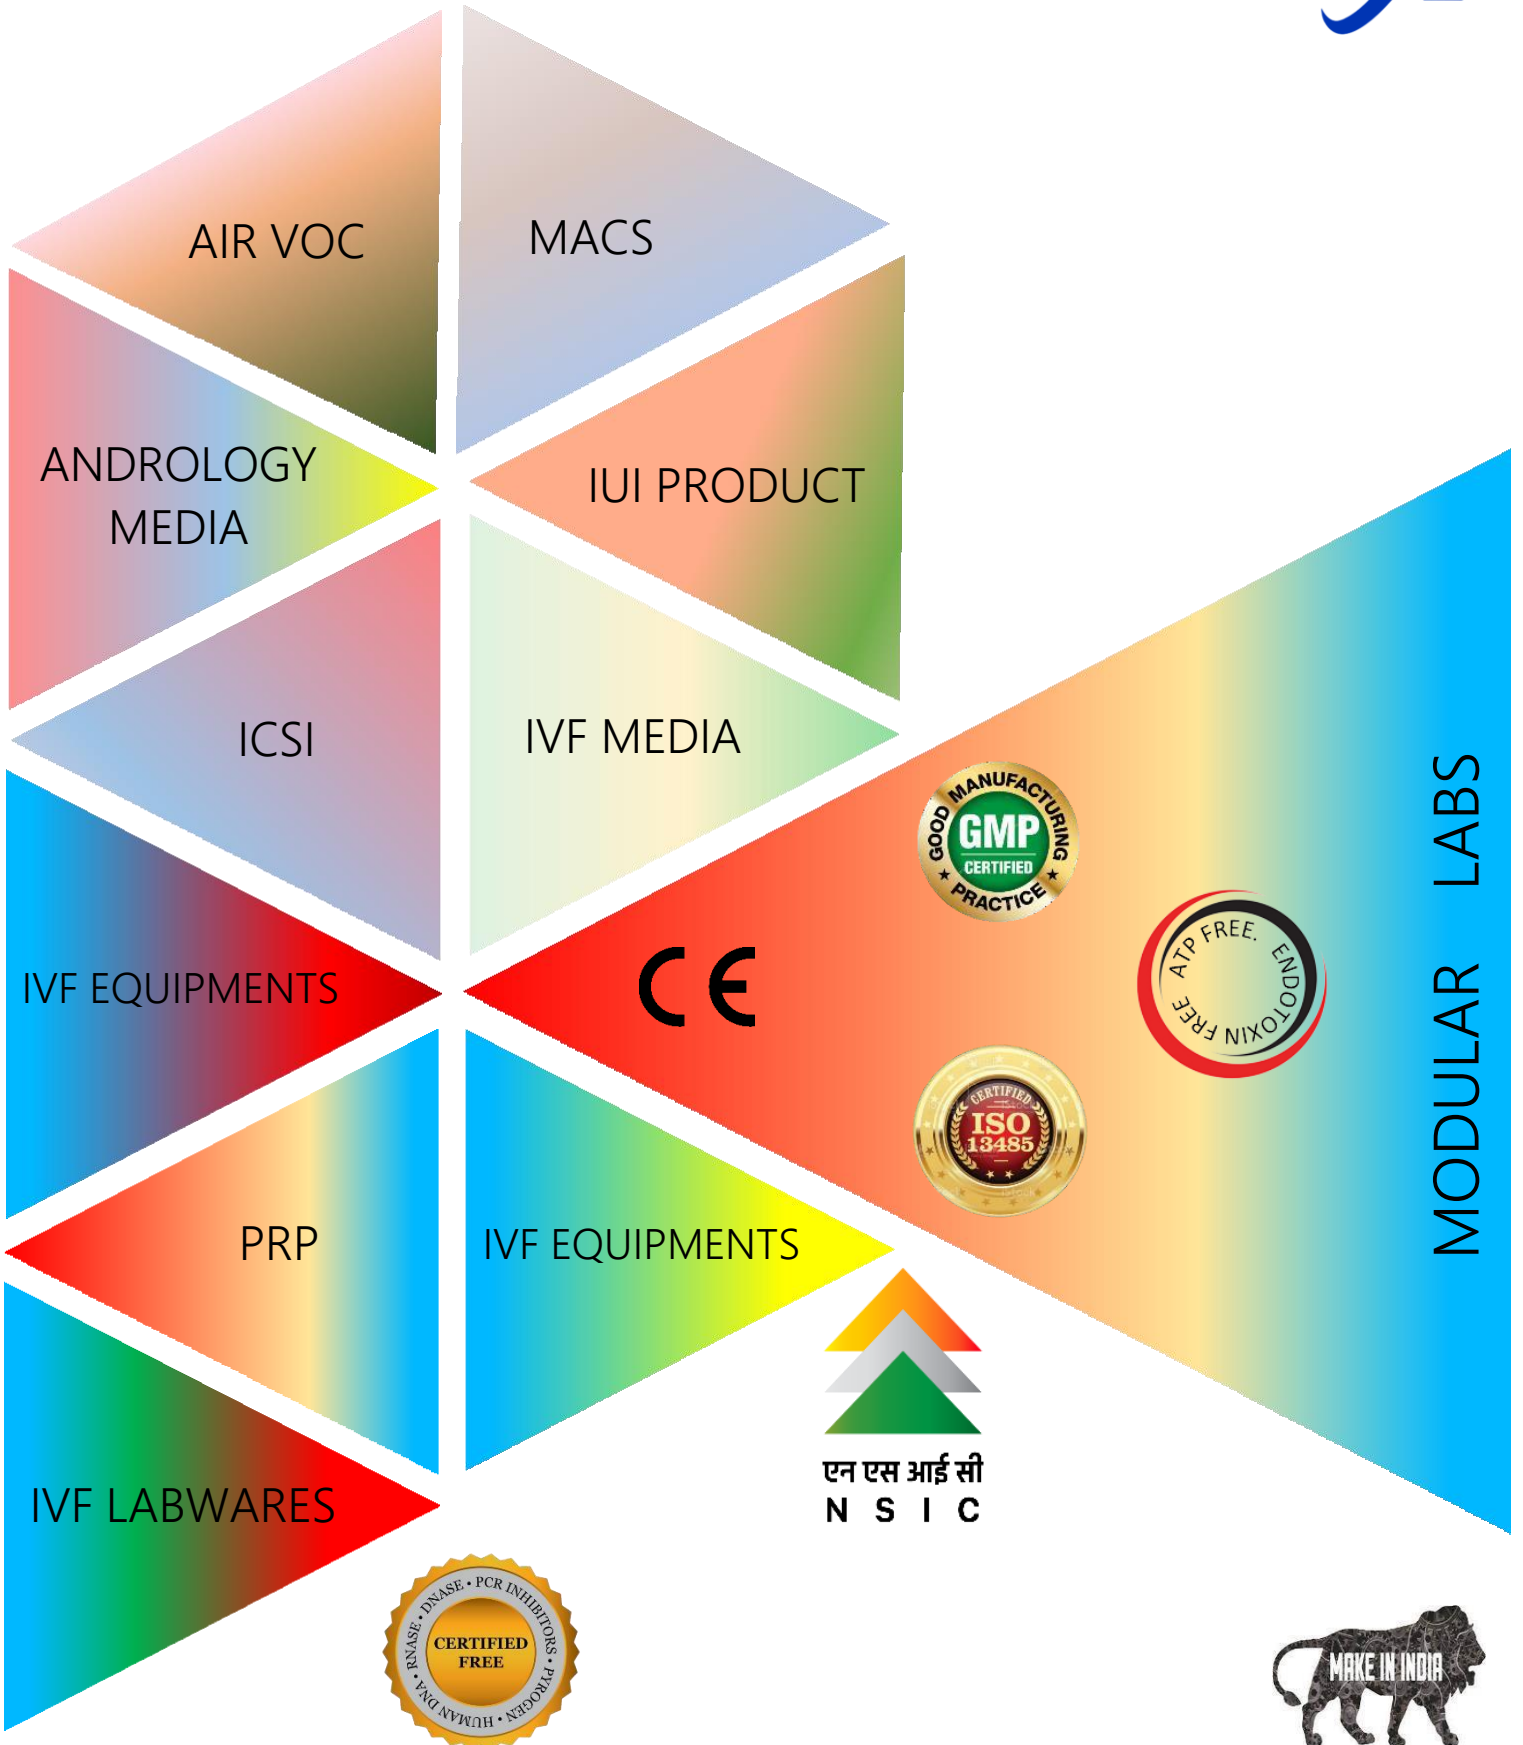 AIR VOC
MACS
ANDROLOGY
MEDIA
IUI PRODUCT
ICSI
IVF MEDIA
GOOD MANUFACTURING PRACTICE
GMP
CERTIFIED
MODULAR LABS
CE
ATP FREE. ENDOTOXIN FREE
IVF EQUIPMENTS
CERTIFIED
ISO
13485
PRP
IVF EQUIPMENTS
एन एस आई सी
N S I C
IVF LABWARES
HUMAN DNA • RNASE • DNASE • PCR INHIBITORS • PYROGEN •
CERTIFIED
FREE
MAKE IN INDIA